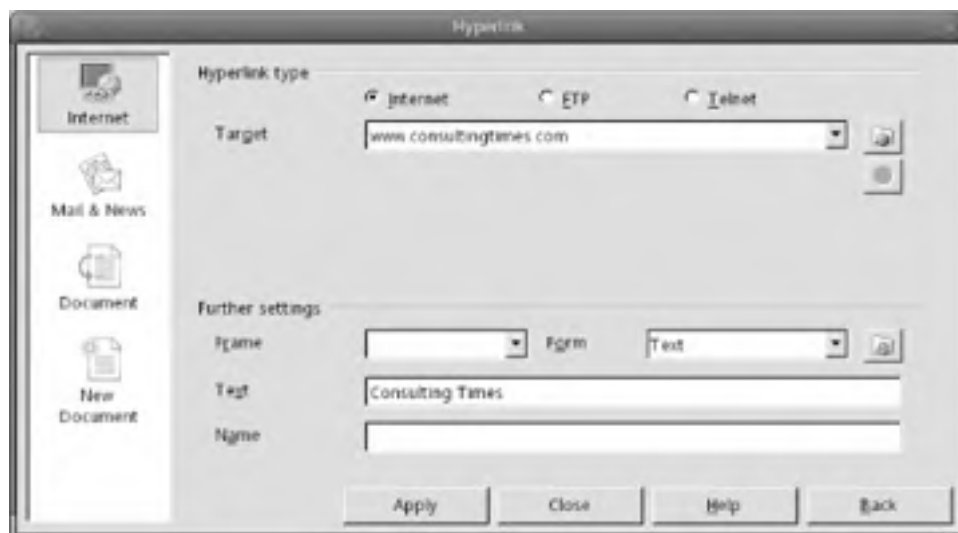 Hyperlink
Internet
Mail & News
Document
New
Document
Hyperlink type
Internet FTP Telnet
Target www.consultingtimes.com
Further settings
Frame Form Text
Text Consulting Times
Name
Apply Close Help Back